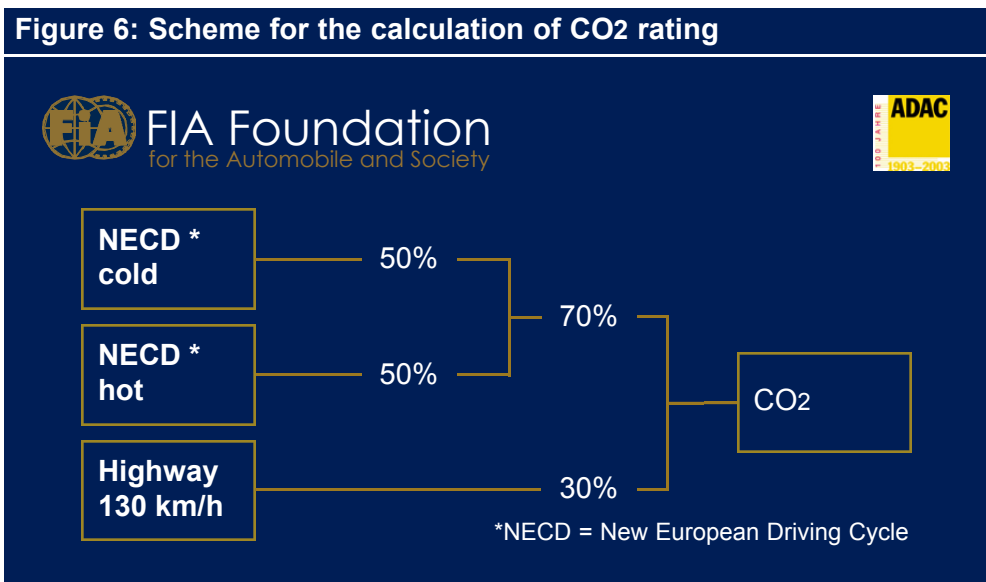 Figure 6: Scheme for the calculation of CO2 rating
FiA
FIA Foundation
for the Automobile and Society
100 JAHRE
ADAC
1903–2003
NECD *
cold
50%
70%
NECD *
hot
50%
CO2
Highway
130 km/h
30%
*NECD = New European Driving Cycle